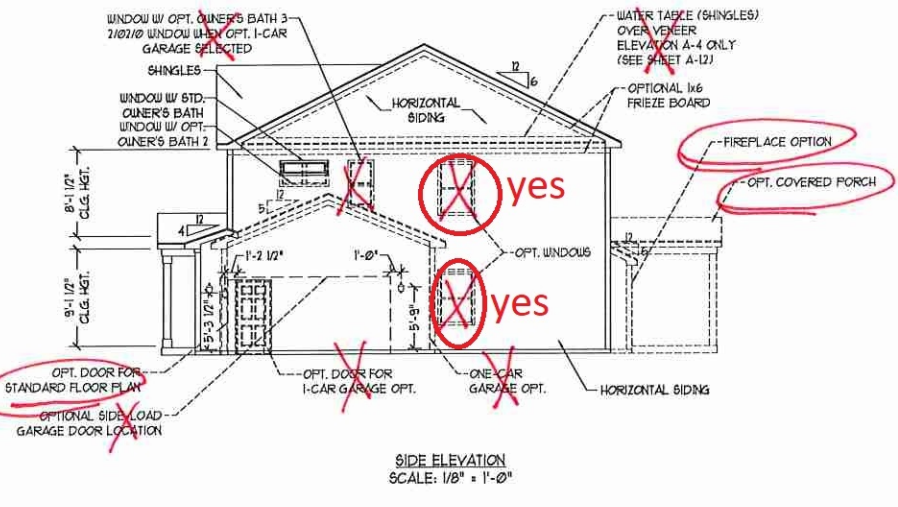 WINDOW W/ OPT. OWNER'S BATH 3
2/02/0 WINDOW WHEN OPT. 1-CAR
GARAGE SELECTED
SHINGLES
WINDOW W/ STD.
OWNER'S BATH
WINDOW W/ OPT.
OWNER'S BATH 2
HORIZONTAL
SIDING
12
6
WATER TABLE (SHINGLES)
OVER VENEER
ELEVATION A-4 ONLY
(SEE SHEET A-1.2)
OPTIONAL 1x6
FRIEZE BOARD
FIREPLACE OPTION
OPT. COVERED PORCH
8'-1 1/2"
CLG. HGT.
12
5
yes
12
4
OPT. WINDOWS
12
9'-1 1/2"
CLG. HGT.
1'-2 1/2"
1'-0"
5'-3 1/2"
5'-9"
yes
OPT. DOOR FOR
STANDARD FLOOR PLAN
OPTIONAL SIDE-LOAD
GARAGE DOOR LOCATION
OPT. DOOR FOR
1-CAR GARAGE OPT.
ONE-CAR
GARAGE OPT.
HORIZONTAL SIDING
SIDE ELEVATION
SCALE: 1/8" = 1'-0"